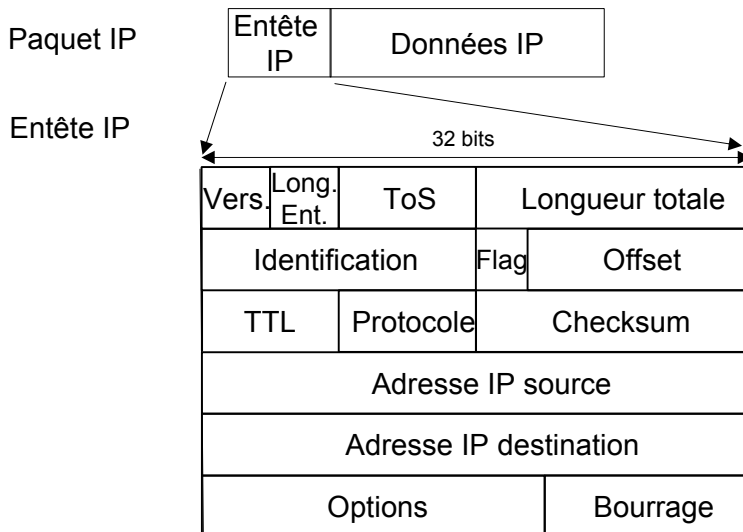 Paquet IP
Entête
IP
Données IP
Entête IP
32 bits
Vers.
Long.
Ent.
ToS
Longueur totale
Identification
Flag
Offset
TTL
Protocole
Checksum
Adresse IP source
Adresse IP destination
Options
Bourrage